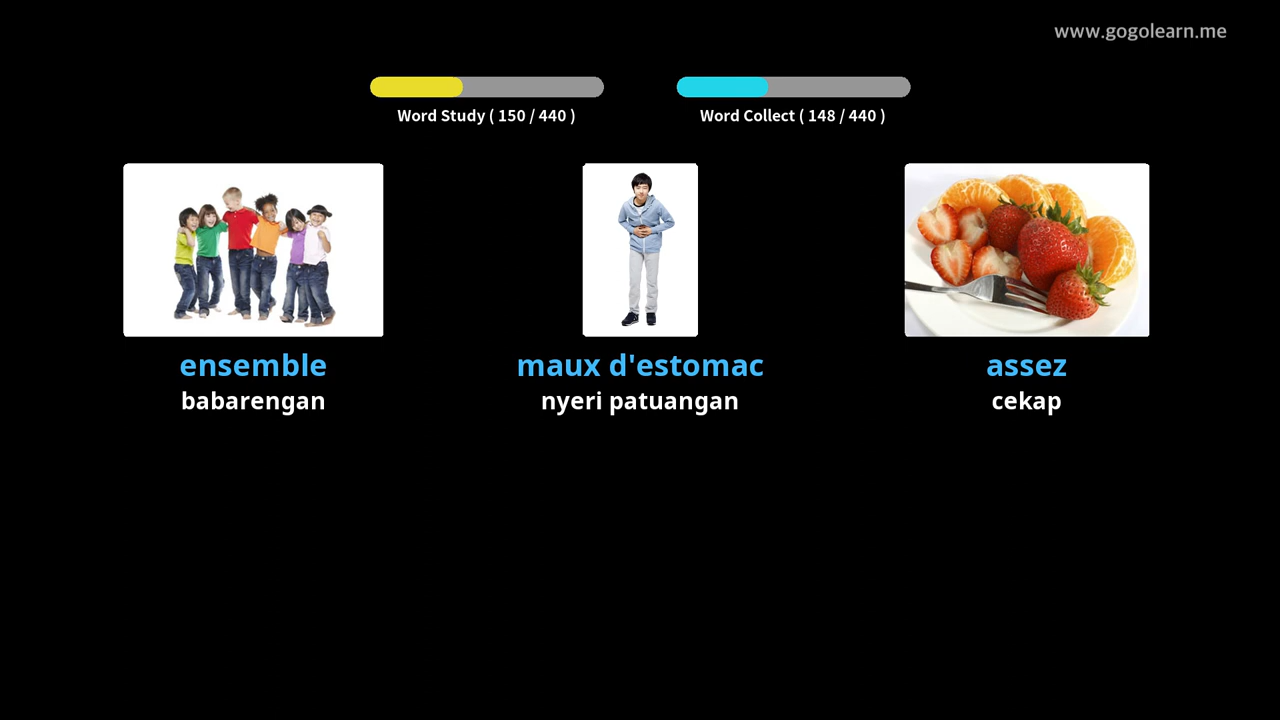 www.gogolearn.me
Word Study ( 150 / 440 )
Word Collect ( 148 / 440 )
ensemble
babarengan
maux d'estomac
nyeri patuangan
assez
cekap